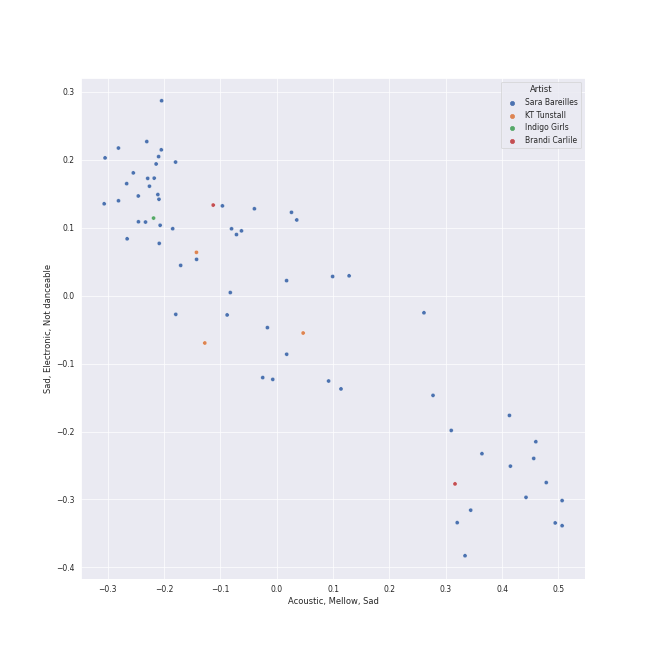 Artist
Sara Bareilles
KT Tunstall
Indigo Girls
Brandi Carlile
0.3
0.2
0.1
0.0
−0.1
−0.2
−0.3
−0.4
Sad, Electronic, Not danceable
−0.3 −0.2 −0.1 0.0 0.1 0.2 0.3 0.4 0.5
Acoustic, Mellow, Sad